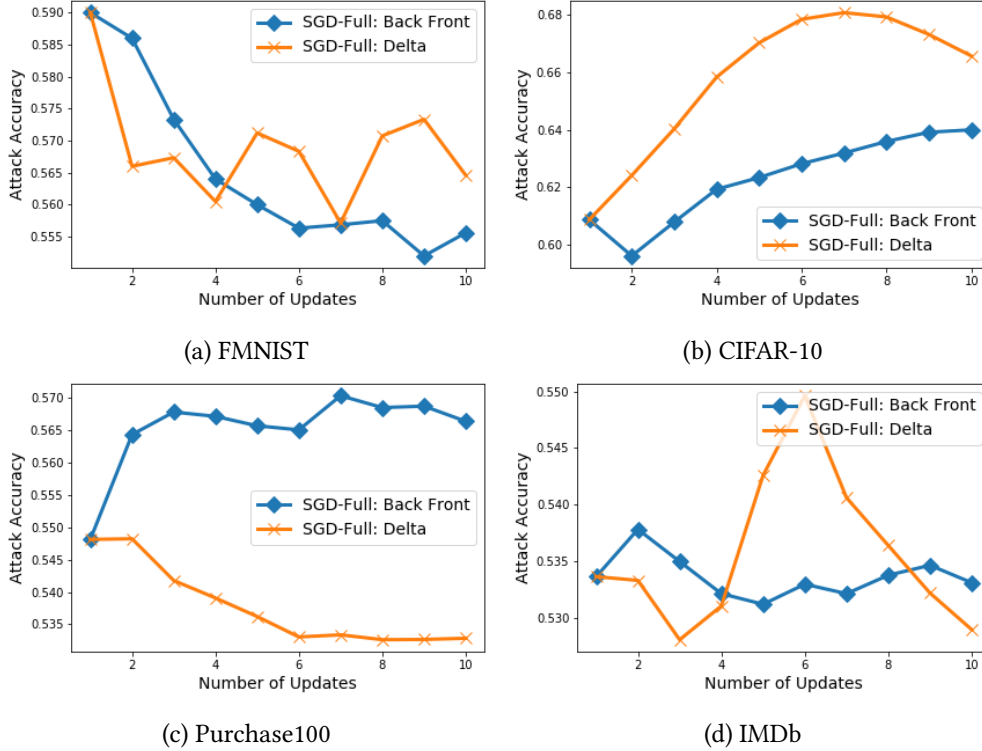 0.590
0.585
0.580
0.575
0.570
0.565
0.560
0.555
Attack Accuracy
SGD-Full: Back Front
SGD-Full: Delta
2 4 6 8 10
Number of Updates
(a) FMNIST
0.68
0.66
0.64
0.62
0.60
Attack Accuracy
SGD-Full: Back Front
SGD-Full: Delta
2 4 6 8 10
Number of Updates
(b) CIFAR-10
0.570
0.565
0.560
0.555
0.550
0.545
0.540
0.535
Attack Accuracy
SGD-Full: Back Front
SGD-Full: Delta
2 4 6 8 10
Number of Updates
(c) Purchase100
0.550
0.545
0.540
0.535
0.530
Attack Accuracy
SGD-Full: Back Front
SGD-Full: Delta
2 4 6 8 10
Number of Updates
(d) IMDb